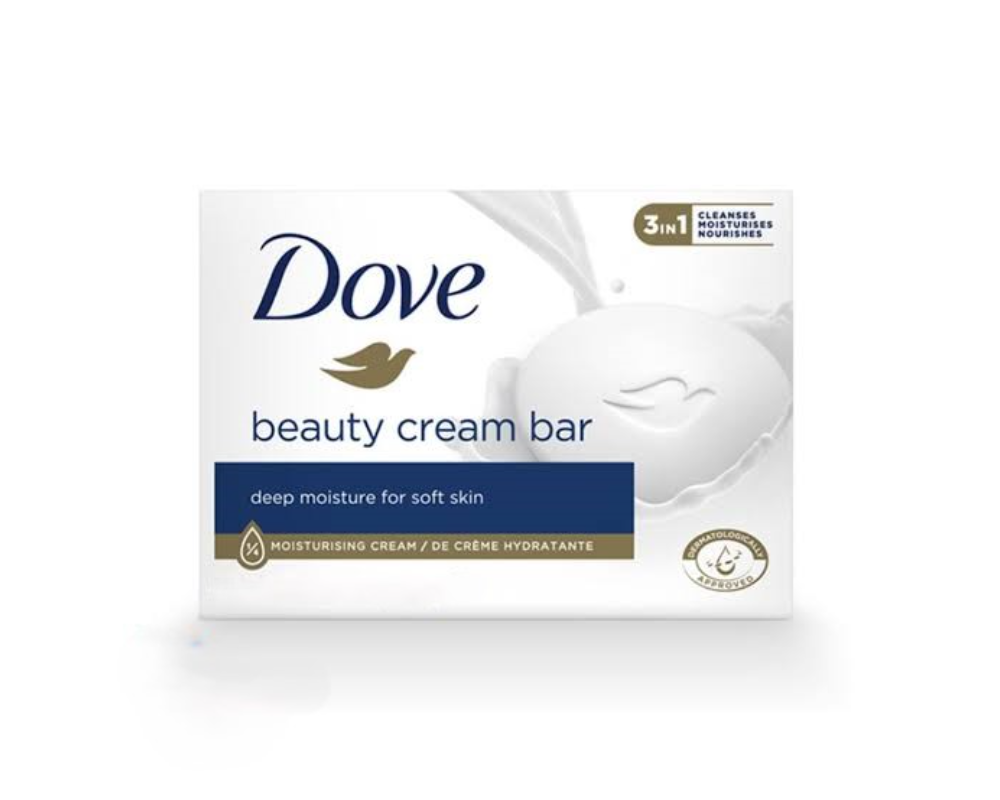 Dove
3IN1
CLEANSES
MOISTURISES
NOURISHES
beauty cream bar
deep moisture for soft skin
¼ MOISTURISING CREAM / DE CRÈME HYDRATANTE
DERMATOLOGICALLY
APPROVED